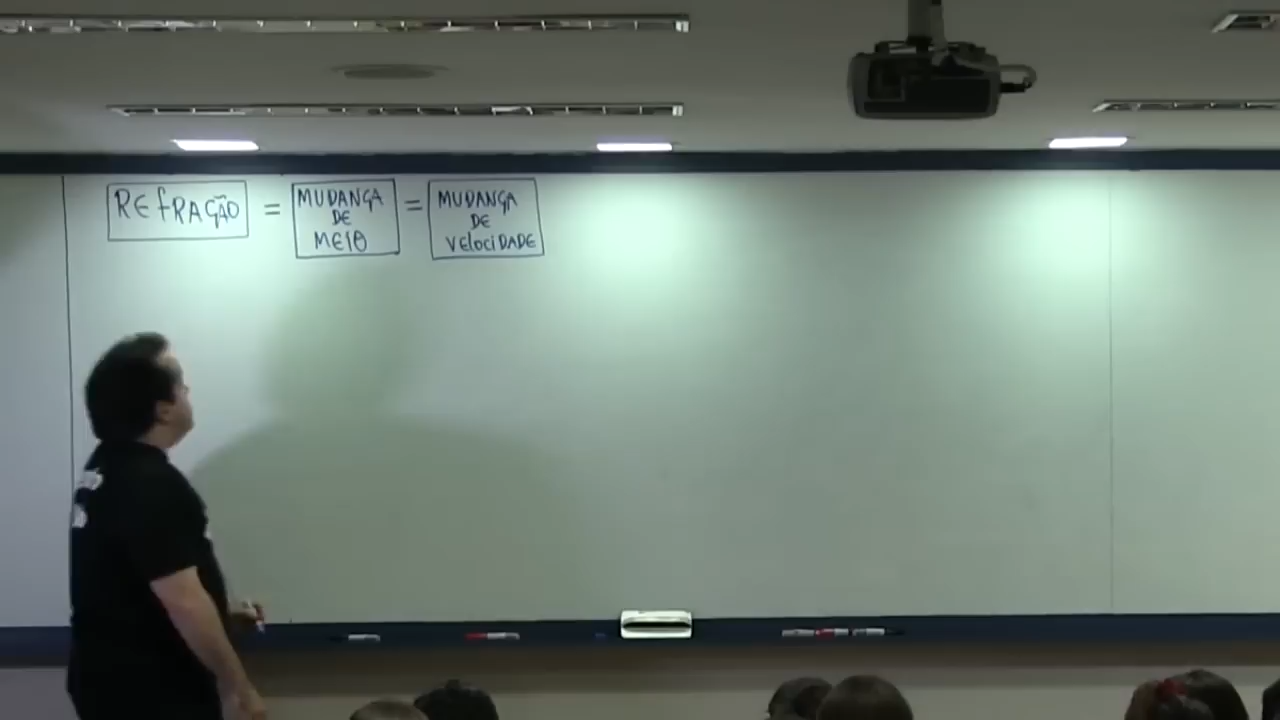 REfRAÇÃO = MUDANÇA DE MEIO = MUDANÇA DE VElociDADE